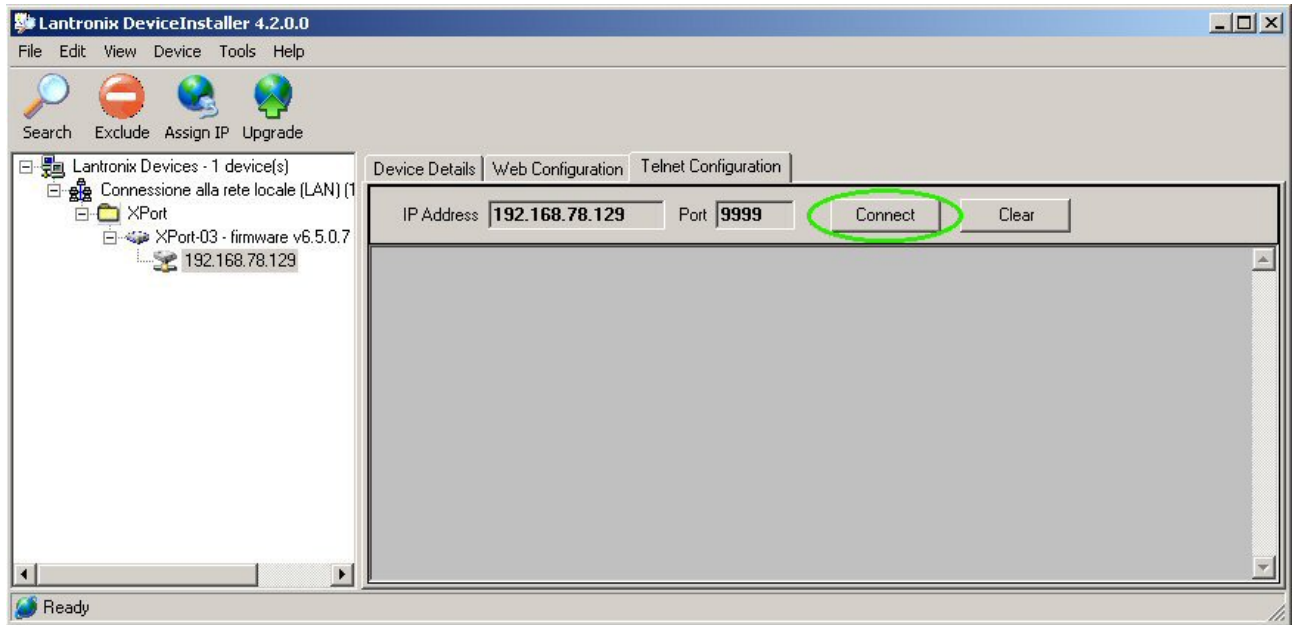 Lantronix DeviceInstaller 4.2.0.0
File Edit View Device Tools Help
Search Exclude Assign IP Upgrade
Lantronix Devices - 1 device(s)
Connessione alla rete locale (LAN) (1
XPort
XPort-03 - firmware v6.5.0.7
192.168.78.129
Device Details Web Configuration Telnet Configuration
IP Address 192.168.78.129 Port 9999 Connect Clear
Ready